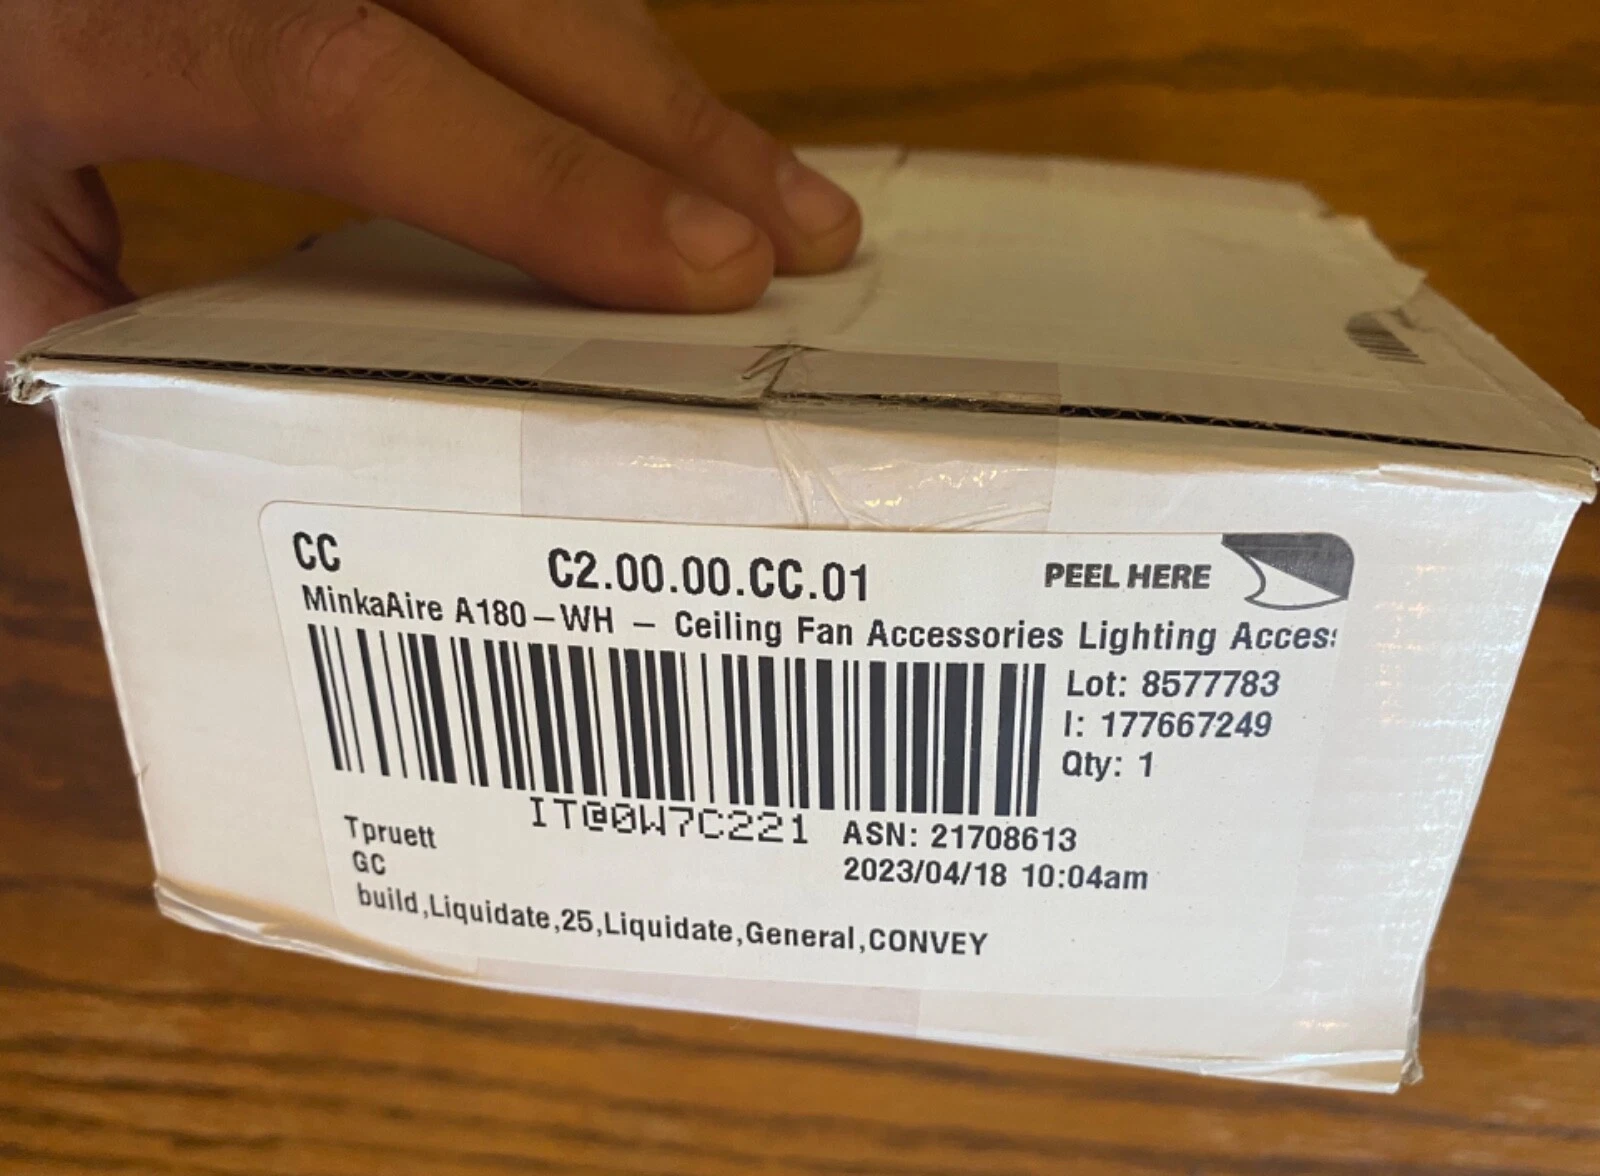 CC C2.00.00.CC.01 PEEL HERE
MinkaAire A180-WH - Ceiling Fan Accessories Lighting Acces
Lot: 8577783
I: 177667249
Qty: 1
IT@0W7C221
ASN: 21708613
2023/04/18 10:04am
Tpruett
GC
build,Liquidate,25,Liquidate,General,CONVEY